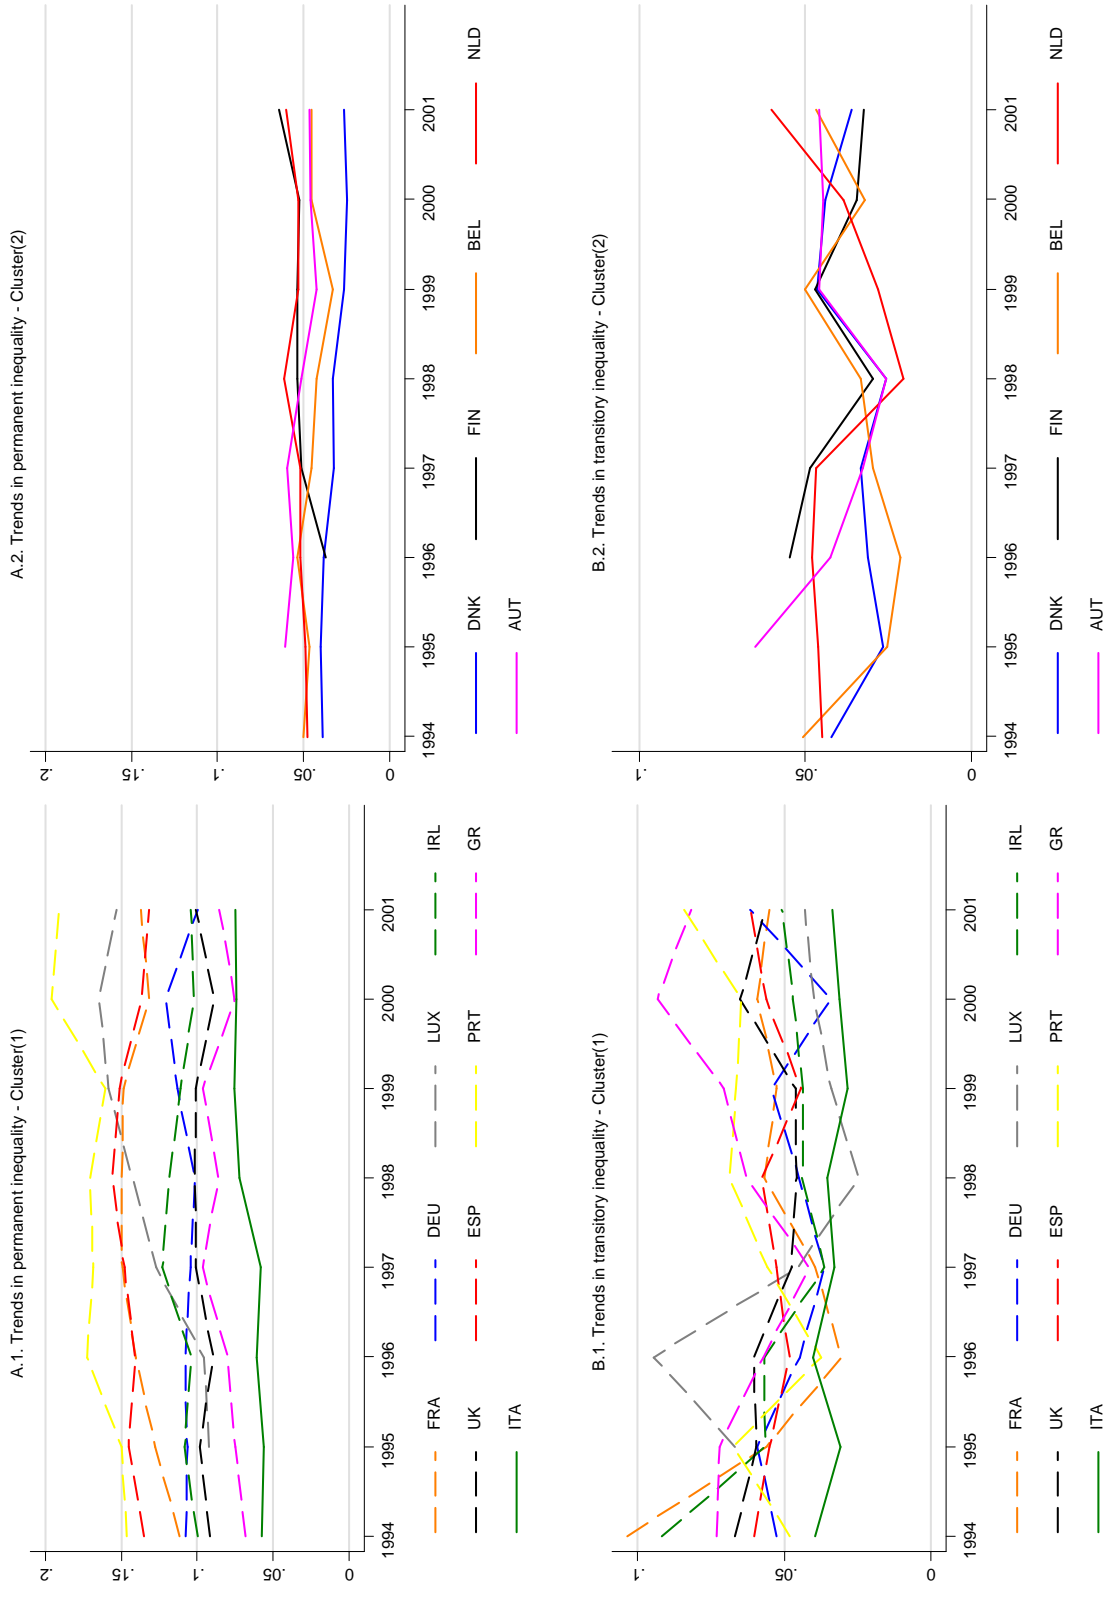 A.1. Trends in permanent inequality - Cluster(1)
.2
.15
.1
.05
0
1994 1995 1996 1997 1998 1999 2000 2001
FRA DEU LUX IRL
UK ESP PRT GR
ITA
A.2. Trends in permanent inequality - Cluster(2)
.2
.15
.1
.05
0
1994 1995 1996 1997 1998 1999 2000 2001
DNK FIN BEL NLD
AUT
B.1. Trends in transitory inequality - Cluster(1)
.1
.05
0
1994 1995 1996 1997 1998 1999 2000 2001
FRA DEU LUX IRL
UK ESP PRT GR
ITA
B.2. Trends in transitory inequality - Cluster(2)
.1
.05
0
1994 1995 1996 1997 1998 1999 2000 2001
DNK FIN BEL NLD
AUT